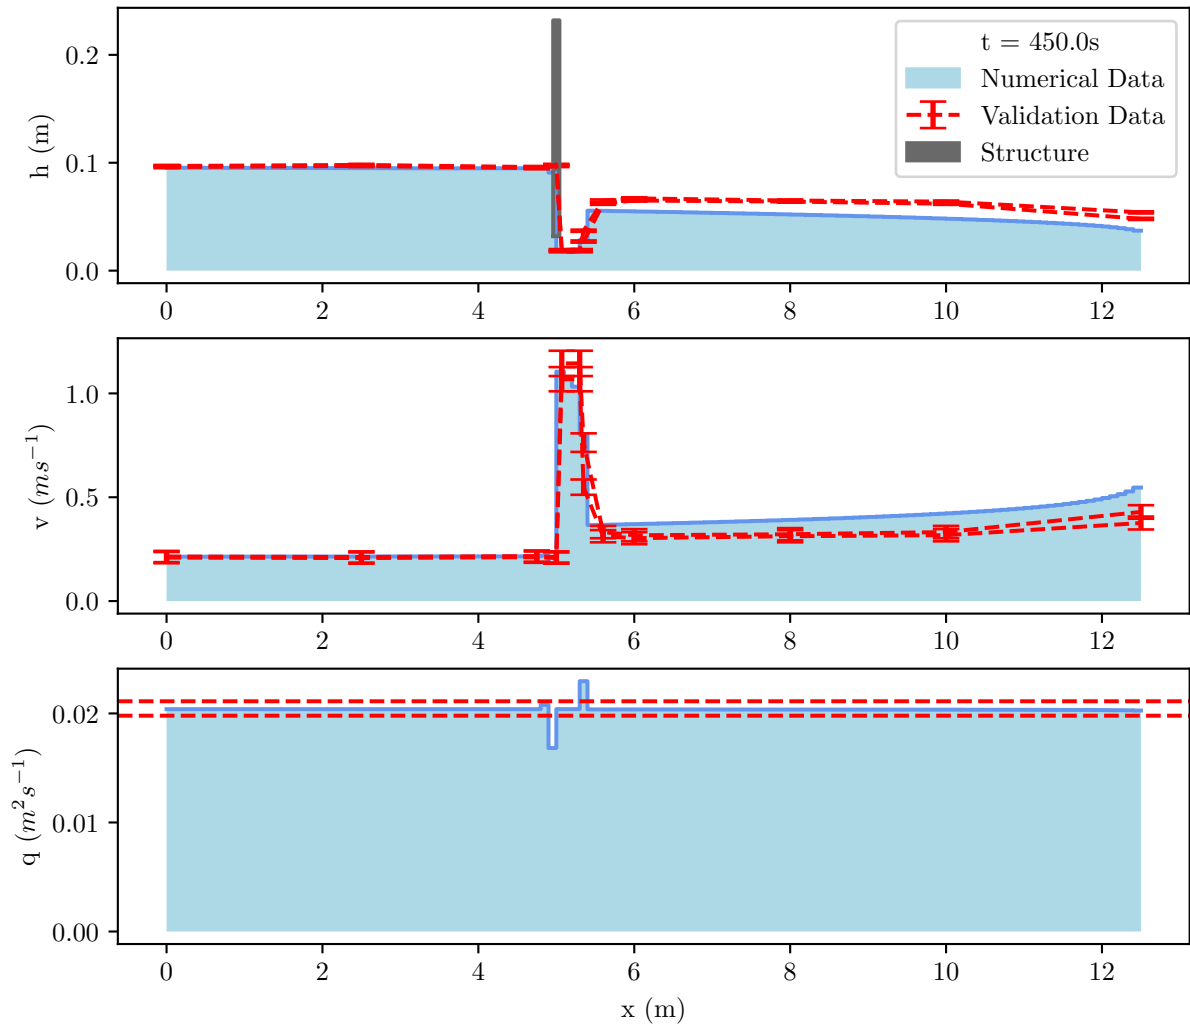 t = 450.0s
Numerical Data
Validation Data
Structure
h (m)
0.2
0.1
0.0
0 2 4 6 8 10 12
v (ms⁻¹)
1.0
0.5
0.0
0 2 4 6 8 10 12
q (m²s⁻¹)
0.02
0.01
0.00
0 2 4 6 8 10 12
x (m)